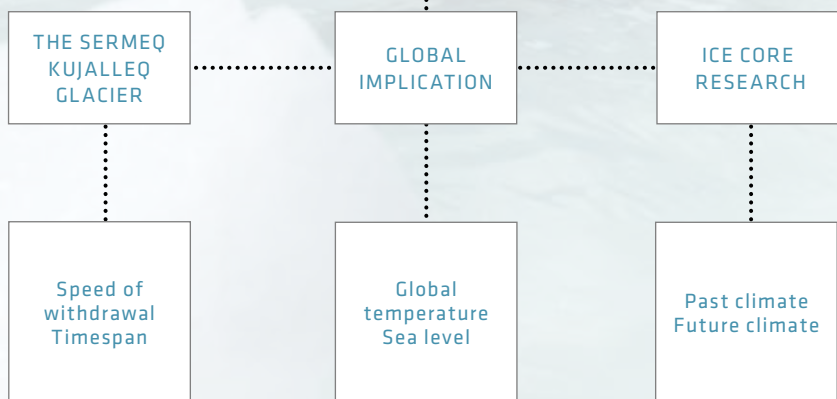 THE SERMEQ
KUJALLEQ
GLACIER
GLOBAL
IMPLICATION
ICE CORE
RESEARCH
Speed of
withdrawal
Timespan
Global
temperature
Sea level
Past climate
Future climate